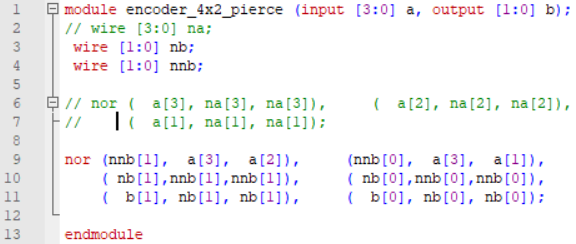 1 module encoder_4x2_pierce (input [3:0] a, output [1:0] b);
2 // wire [3:0] na;
3 wire [1:0] nb;
4 wire [1:0] nnb;
5
6 // nor ( a[3], na[3], na[3]), ( a[2], na[2], na[2]),
7 // ( a[1], na[1], na[1]);
8
9 nor (nnb[1], a[3], a[2]), (nnb[0], a[3], a[1]),
10 ( nb[1],nnb[1],nnb[1]), ( nb[0],nnb[0],nnb[0]),
11 ( b[1], nb[1], nb[1]), ( b[0], nb[0], nb[0]);
12
13 endmodule